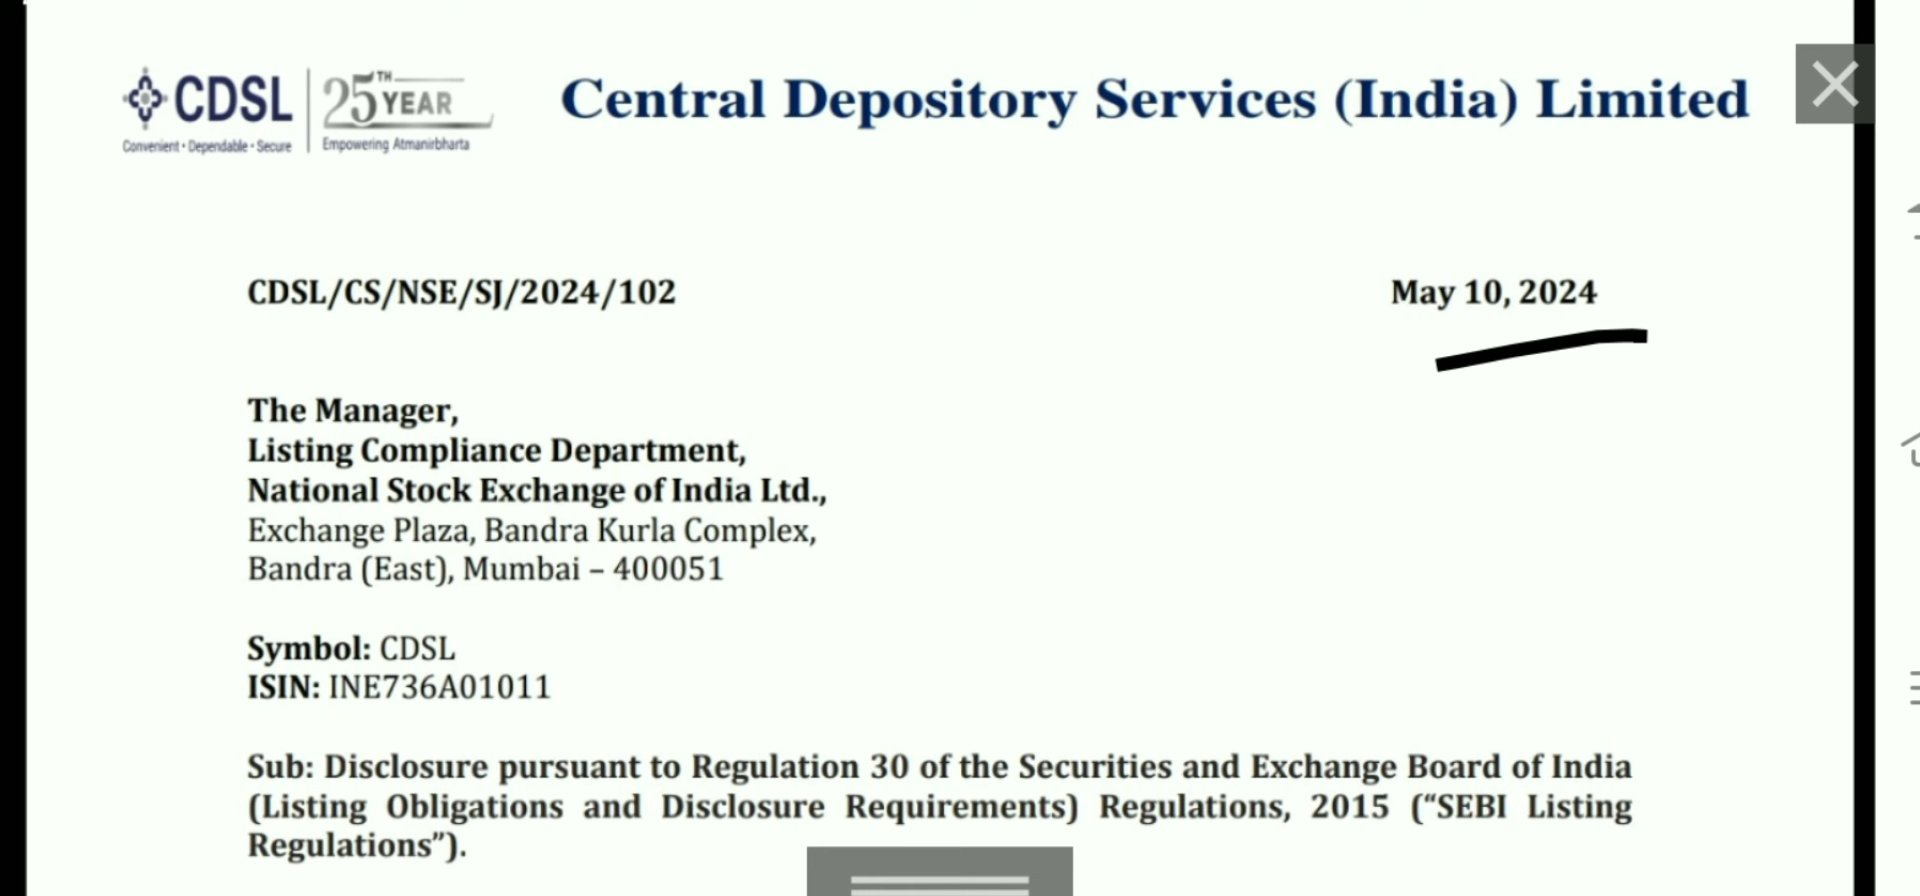 CDSL
Convenient • Dependable • Secure
25TH YEAR
Empowering Atmanirbharta
Central Depository Services (India) Limited
CDSL/CS/NSE/SJ/2024/102
May 10, 2024
The Manager,
Listing Compliance Department,
National Stock Exchange of India Ltd.,
Exchange Plaza, Bandra Kurla Complex,
Bandra (East), Mumbai – 400051
Symbol: CDSL
ISIN: INE736A01011
Sub: Disclosure pursuant to Regulation 30 of the Securities and Exchange Board of India
(Listing Obligations and Disclosure Requirements) Regulations, 2015 (“SEBI Listing
Regulations”).